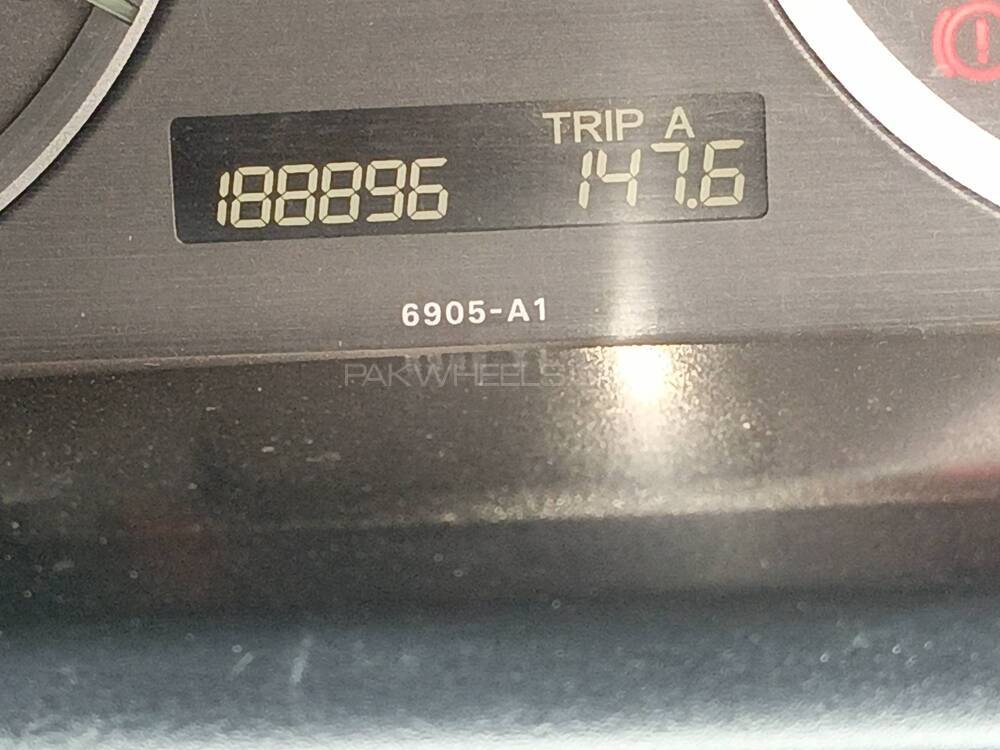 TRIP A
188896 147.6
6905-A1
PAKWHEELS